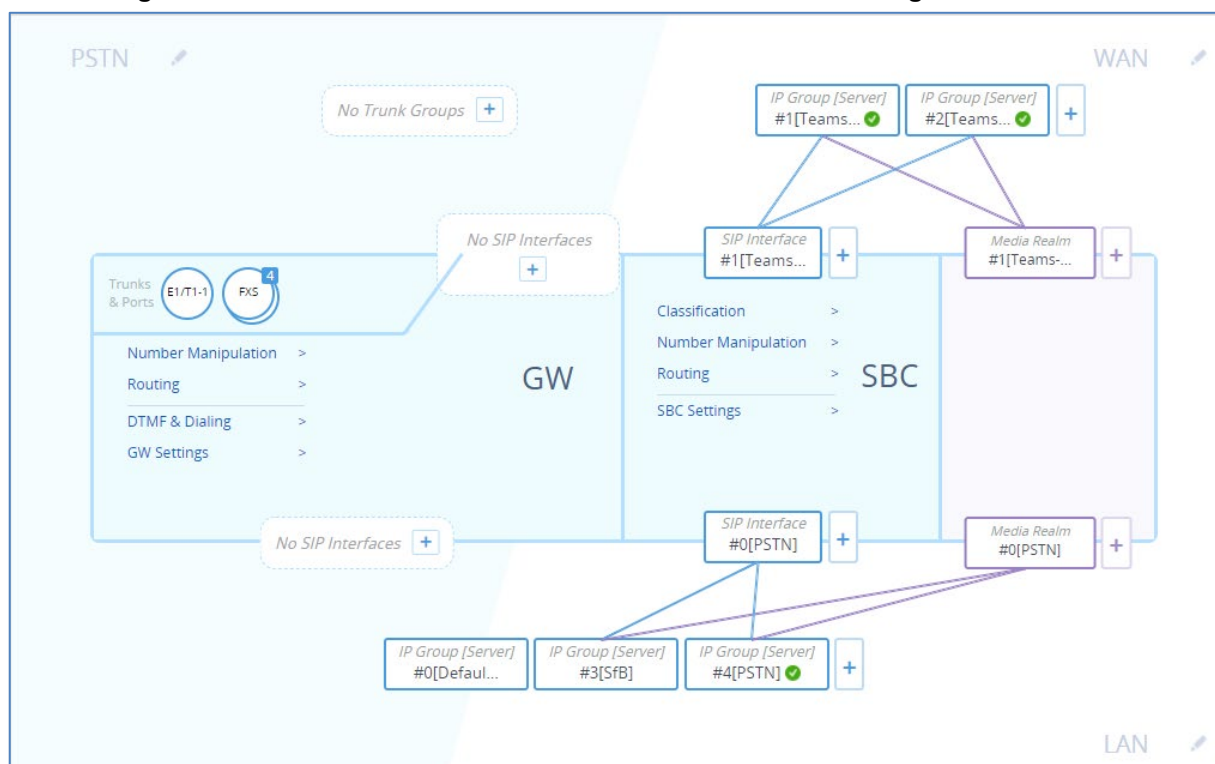 PSTN
WAN
No Trunk Groups +
IP Group [Server]
#1[Teams...
IP Group [Server]
#2[Teams...
+
No SIP Interfaces
+
SIP Interface
#1[Teams...
+
Media Realm
#1[Teams-...
+
Trunks
& Ports
E1/T1-1
FXS
4
Number Manipulation >
Routing >
DTMF & Dialing >
GW Settings >
GW
Classification >
Number Manipulation >
Routing >
SBC Settings >
SBC
No SIP Interfaces +
SIP Interface
#0[PSTN]
+
Media Realm
#0[PSTN]
+
IP Group [Server]
#0[Defaul...
IP Group [Server]
#3[SfB]
IP Group [Server]
#4[PSTN]
+
LAN